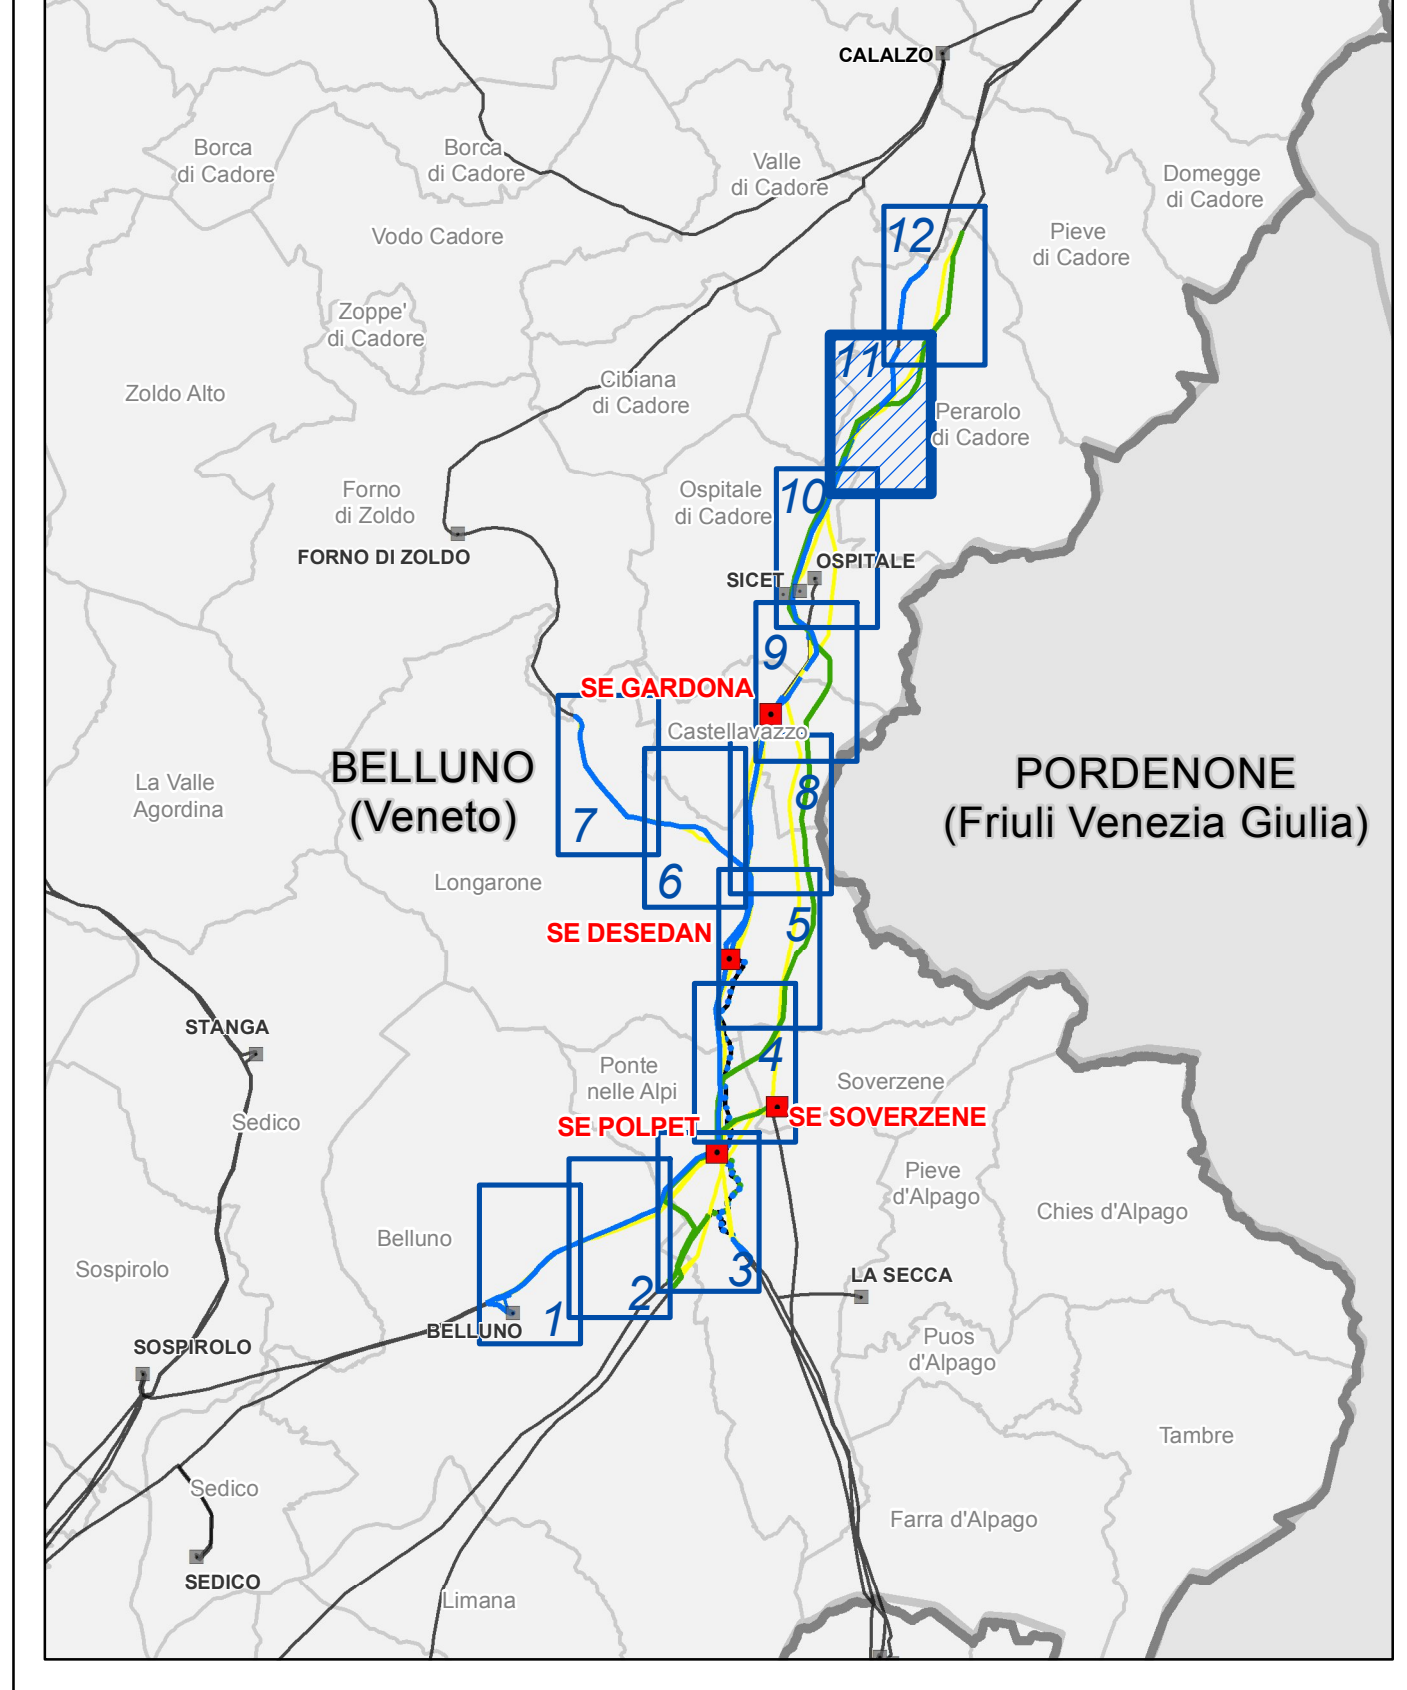 CALALZO
Borca
di Cadore
Borca
di Cadore
Valle
di Cadore
Domegge
di Cadore
Vodo Cadore
12
Pieve
di Cadore
Zoppe'
di Cadore
11
Zoldo Alto
Cibiana
di Cadore
Perarolo
di Cadore
Forno
di Zoldo
Ospitale
di Cadore
10
FORNO DI ZOLDO
OSPITALE
SICET
9
SE GARDONA
Castellavazzo
BELLUNO
(Veneto)
PORDENONE
(Friuli Venezia Giulia)
La Valle
Agordina
8
7
6
Longarone
5
SE DESEDAN
STANGA
4
Ponte
nelle Alpi
Soverzene
Sedico
SE POLPET
SE SOVERZENE
Pieve
d'Alpago
Chies d'Alpago
Belluno
Sospirolo
3
2
1
LA SECCA
BELLUNO
SOSPIROLO
Puos
d'Alpago
Tambre
Sedico
Farra d'Alpago
SEDICO
Limana